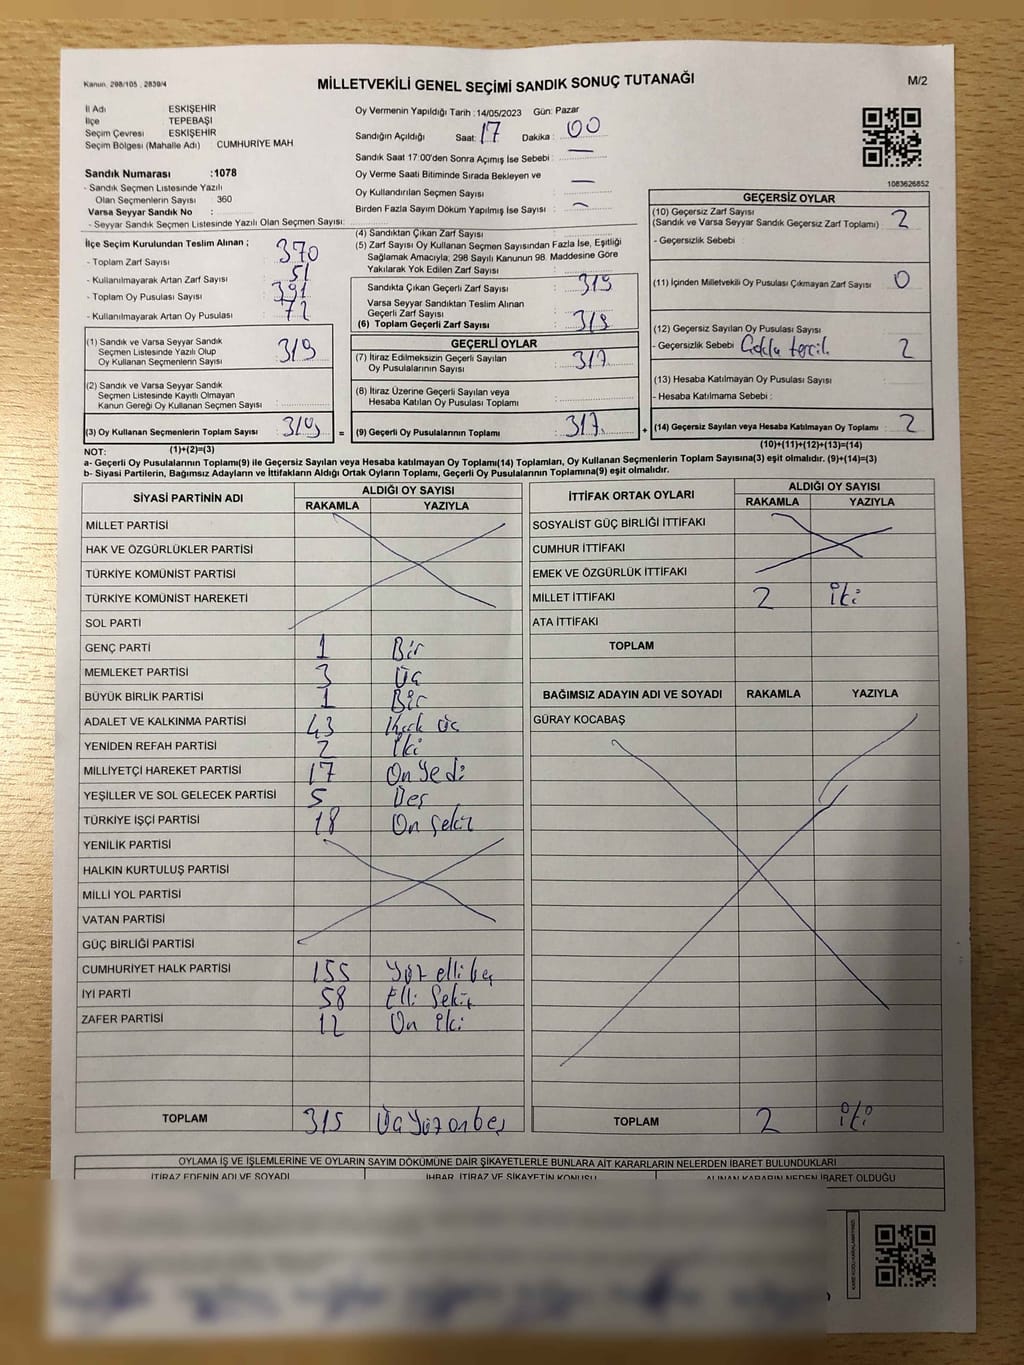 Kanun. 298/105 , 2839/4
MİLLETVEKİLİ GENEL SEÇİMİ SANDIK SONUÇ TUTANAĞI
M/2
İl Adı ESKİŞEHİR
İlçe TEPEBAŞI
Seçim Çevresi ESKİŞEHİR
Seçim Bölgesi (Mahalle Adı) CUMHURİYE MAH
Sandık Numarası :1078
- Sandık Seçmen Listesinde Yazılı
Olan Seçmenlerin Sayısı 360
Varsa Seyyar Sandık No :
- Seyyar Sandık Seçmen Listesinde Yazılı Olan Seçmen Sayısı:
Oy Vermenin Yapıldığı Tarih :14/05/2023 Gün: Pazar
Sandığın Açıldığı Saat: 17 Dakika : 00
Sandık Saat 17:00'den Sonra Açımış İse Sebebi : —
Oy Verme Saati Bitiminde Sırada Bekleyen ve
Oy Kullandırılan Seçmen Sayısı : —
Birden Fazla Sayım Döküm Yapılmış İse Sayısı : —
1083626852
İlçe Seçim Kurulundan Teslim Alınan ;
- Toplam Zarf Sayısı : 370
- Kullanılmayarak Artan Zarf Sayısı : 51
- Toplam Oy Pusulası Sayısı : 391
- Kullanılmayarak Artan Oy Pusulası : 72
(1) Sandık ve Varsa Seyyar Sandık
Seçmen Listesinde Yazılı Olup
Oy Kullanan Seçmenlerin Sayısı : 319
(2) Sandık ve Varsa Seyyar Sandık
Seçmen Listesinde Kayıtlı Olmayan
Kanun Gereği Oy Kullanan Seçmen Sayısı :
(3) Oy Kullanan Seçmenlerin Toplam Sayısı : 319
(4) Sandıktan Çıkan Zarf Sayısı :
(5) Zarf Sayısı Oy Kullanan Seçmen Sayısından Fazla İse, Eşitliği
Sağlamak Amacıyla; 298 Sayılı Kanunun 98. Maddesine Göre
Yakılarak Yok Edilen Zarf Sayısı :
Sandıkta Çıkan Geçerli Zarf Sayısı : 319
Varsa Seyyar Sandıktan Teslim Alınan
Geçerli Zarf Sayısı :
(6) Toplam Geçerli Zarf Sayısı : 319
GEÇERLİ OYLAR
(7) İtiraz Edilmeksizin Geçerli Sayılan
Oy Pusulalarının Sayısı : 317
(8) İtiraz Üzerine Geçerli Sayılan veya
Hesaba Katılan Oy Pusulası Toplamı :
= (9) Geçerli Oy Pusulalarının Toplamı : 317
GEÇERSİZ OYLAR
(10) Geçersiz Zarf Sayısı
(Sandık ve Varsa Seyyar Sandık Geçersiz Zarf Toplamı) : 2
- Geçersizlik Sebebi
(11) İçinden Milletvekili Oy Pusulası Çıkmayan Zarf Sayısı : 0
(12) Geçersiz Sayılan Oy Pusulası Sayısı :
- Geçersizlik Sebebi Çoklu tercih 2
(13) Hesaba Katılmayan Oy Pusulası Sayısı :
- Hesaba Katılmama Sebebi :
+ (14) Geçersiz Sayılan veya Hesaba Katılmayan Oy Toplamı : 2
NOT: (1)+(2)=(3) (10)+(11)+(12)+(13)=(14)
a- Geçerli Oy Pusulalarının Toplamı(9) ile Geçersiz Sayılan veya Hesaba katılmayan Oy Toplamı(14) Toplamları, Oy Kullanan Seçmenlerin Toplam Sayısına(3) eşit olmalıdır. (9)+(14)=(3)
b- Siyasi Partilerin, Bağımsız Adayların ve İttifakların Aldığı Ortak Oyların Toplamı, Geçerli Oy Pusulalarının Toplamına(9) eşit olmalıdır.
SİYASİ PARTİNİN ADI ALDIĞI OY SAYISI
RAKAMLA YAZIYLA
MİLLET PARTİSİ
HAK VE ÖZGÜRLÜKLER PARTİSİ
TÜRKİYE KOMÜNİST PARTİSİ
TÜRKİYE KOMÜNİST HAREKETİ
SOL PARTİ
GENÇ PARTİ 1 Bir
MEMLEKET PARTİSİ 3 Üç
BÜYÜK BİRLİK PARTİSİ 1 Bir
ADALET VE KALKINMA PARTİSİ 43 Kırk üç
YENİDEN REFAH PARTİSİ 2 İki
MİLLİYETÇİ HAREKET PARTİSİ 17 On Yedi
YEŞİLLER VE SOL GELECEK PARTİSİ 5 Beş
TÜRKİYE İŞÇİ PARTİSİ 18 On Sekiz
YENİLİK PARTİSİ
HALKIN KURTULUŞ PARTİSİ
MİLLİ YOL PARTİSİ
VATAN PARTİSİ
GÜÇ BİRLİĞİ PARTİSİ
CUMHURİYET HALK PARTİSİ 155 Yüz elli beş
İYİ PARTİ 58 Elli Sekiz
ZAFER PARTİSİ 12 On iki
TOPLAM 315 Üç Yüz on beş
İTTİFAK ORTAK OYLARI ALDIĞI OY SAYISI
RAKAMLA YAZIYLA
SOSYALİST GÜÇ BİRLİĞİ İTTİFAKI
CUMHUR İTTİFAKI
EMEK VE ÖZGÜRLÜK İTTİFAKI
MİLLET İTTİFAKI 2 iki
ATA İTTİFAKI
TOPLAM
BAĞIMSIZ ADAYIN ADI VE SOYADI RAKAMLA YAZIYLA
GÜRAY KOCABAŞ
TOPLAM 2 iki
OYLAMA İŞ VE İŞLEMLERİNE VE OYLARIN SAYIM DÖKÜMÜNE DAİR ŞİKAYETLERLE BUNLARA AİT KARARLARIN NELERDEN İBARET BULUNDUKLARI
İTİRAZ EDENİN ADI VE SOYADI İHBAR, İTİRAZ VE ŞİKAYETİN KONUSU ALINAN KARARIN NEDEN İBARET OLDUĞU